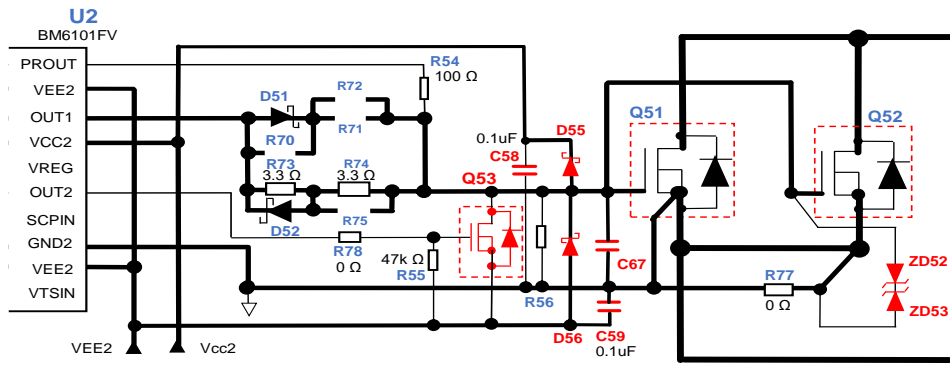 U2
BM6101FV
PROUT
VEE2
OUT1
VCC2
VREG
OUT2
SCPIN
GND2
VEE2
VTSIN
VEE2
Vcc2
D51
R72
R71
R70
R73
3.3 Ω
R74
3.3 Ω
R75
D52
R54
100 Ω
R78
0 Ω
47kΩ
R55
Q53
0.1uF
C58
D55
R56
D56
C67
C59
0.1uF
Q51
Q52
R77
0 Ω
ZD52
ZD53